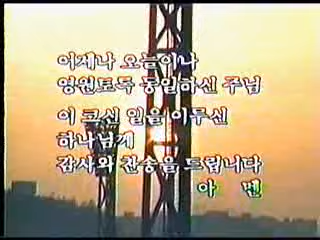 어제나 오늘이나
영원토록 동일하신 주님
이 크신 일을 이루신
하나님께
감사와 찬송을 드립니다
아 멘